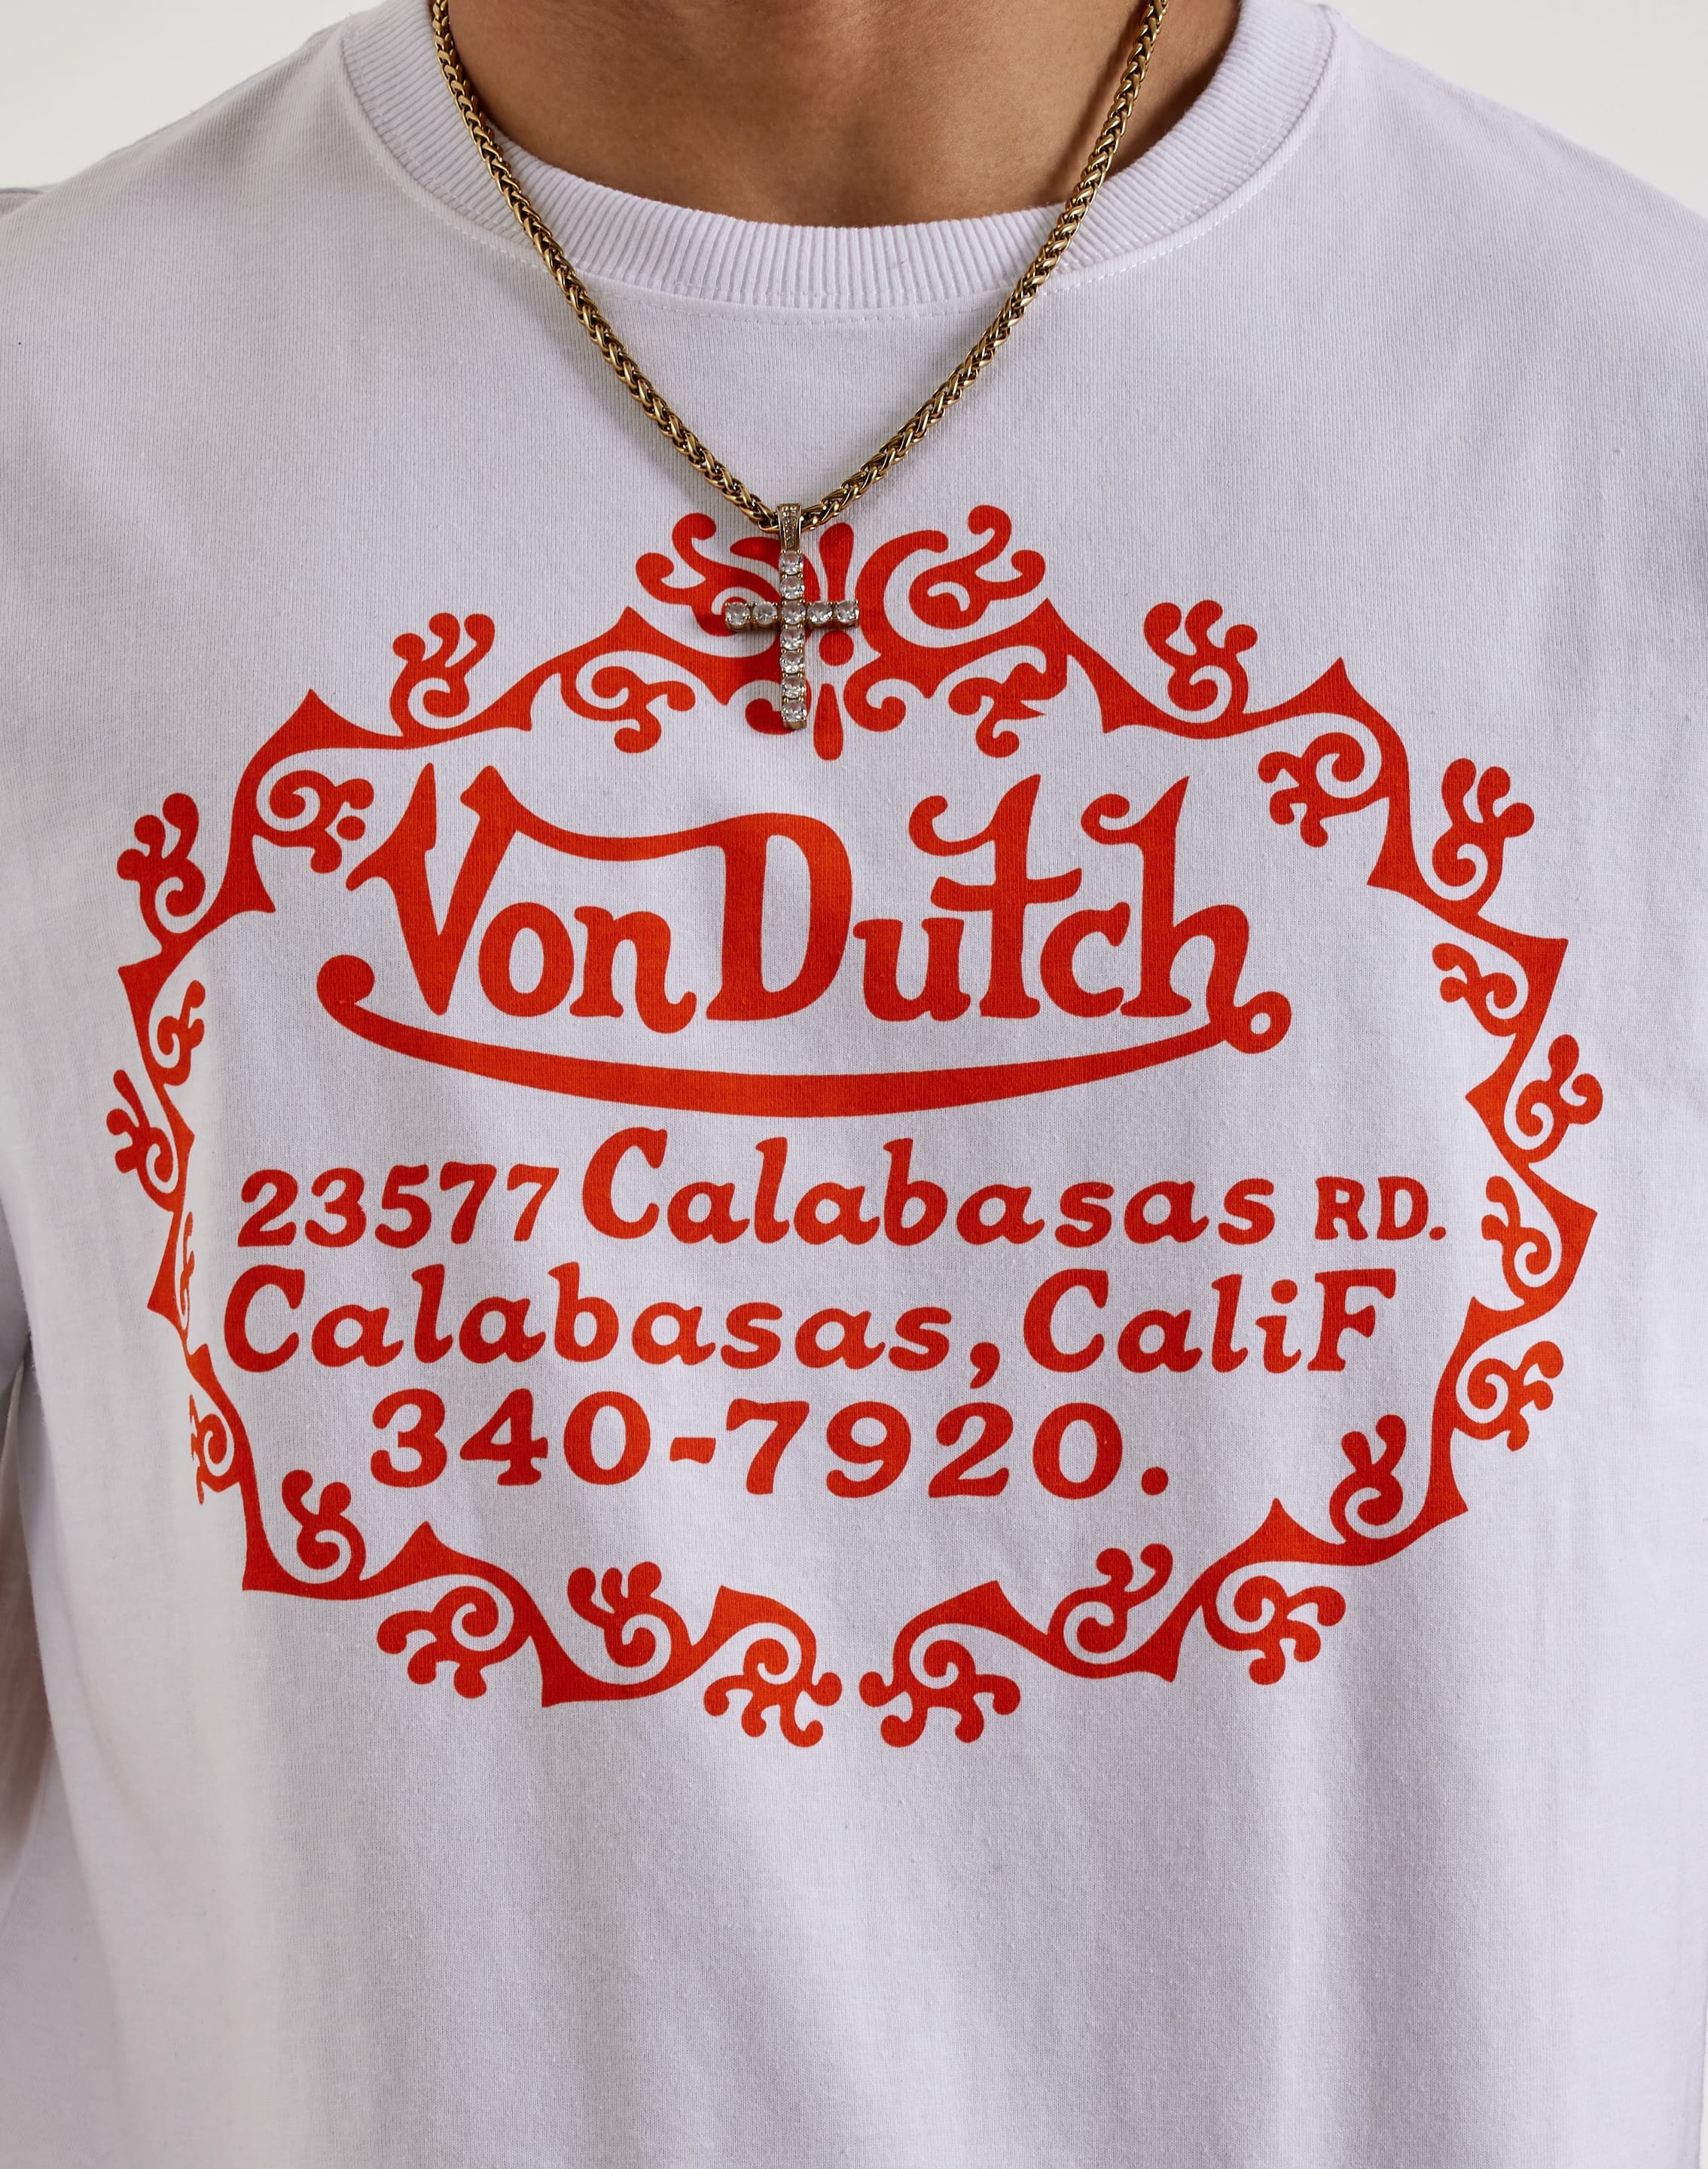 Von Dutch
23577 Calabasas RD.
Calabasas, CaliF
340-7920.